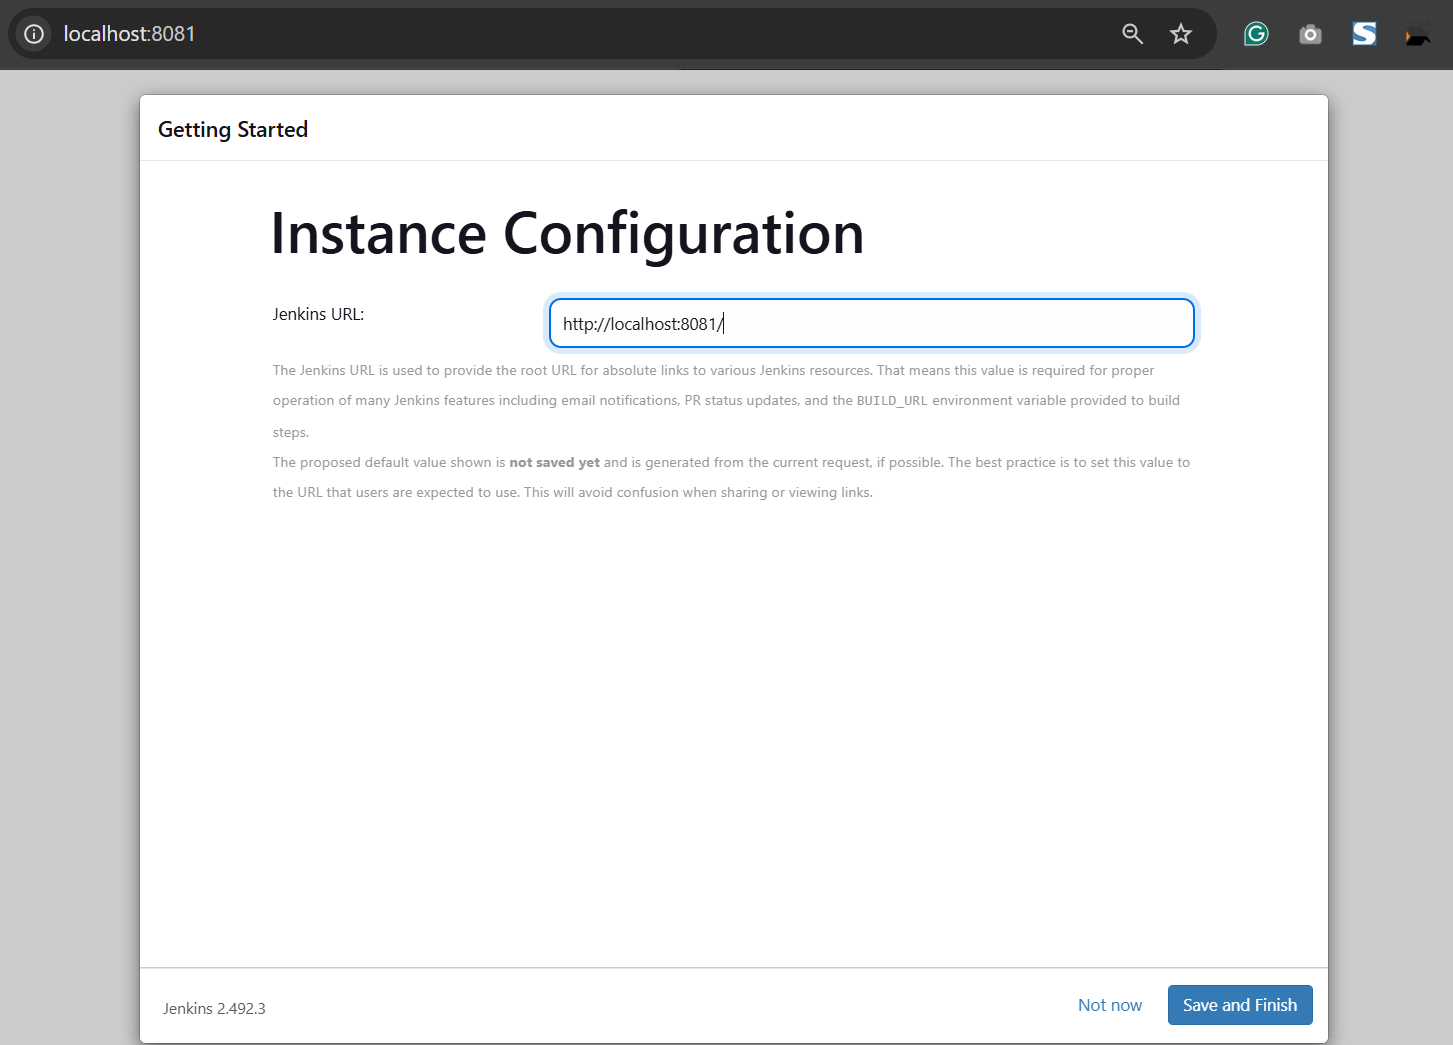 localhost:8081
Getting Started
Instance Configuration
Jenkins URL:
http://localhost:8081/
The Jenkins URL is used to provide the root URL for absolute links to various Jenkins resources. That means this value is required for proper
operation of many Jenkins features including email notifications, PR status updates, and the BUILD_URL environment variable provided to build
steps.
The proposed default value shown is not saved yet and is generated from the current request, if possible. The best practice is to set this value to
the URL that users are expected to use. This will avoid confusion when sharing or viewing links.
Jenkins 2.492.3
Not now
Save and Finish